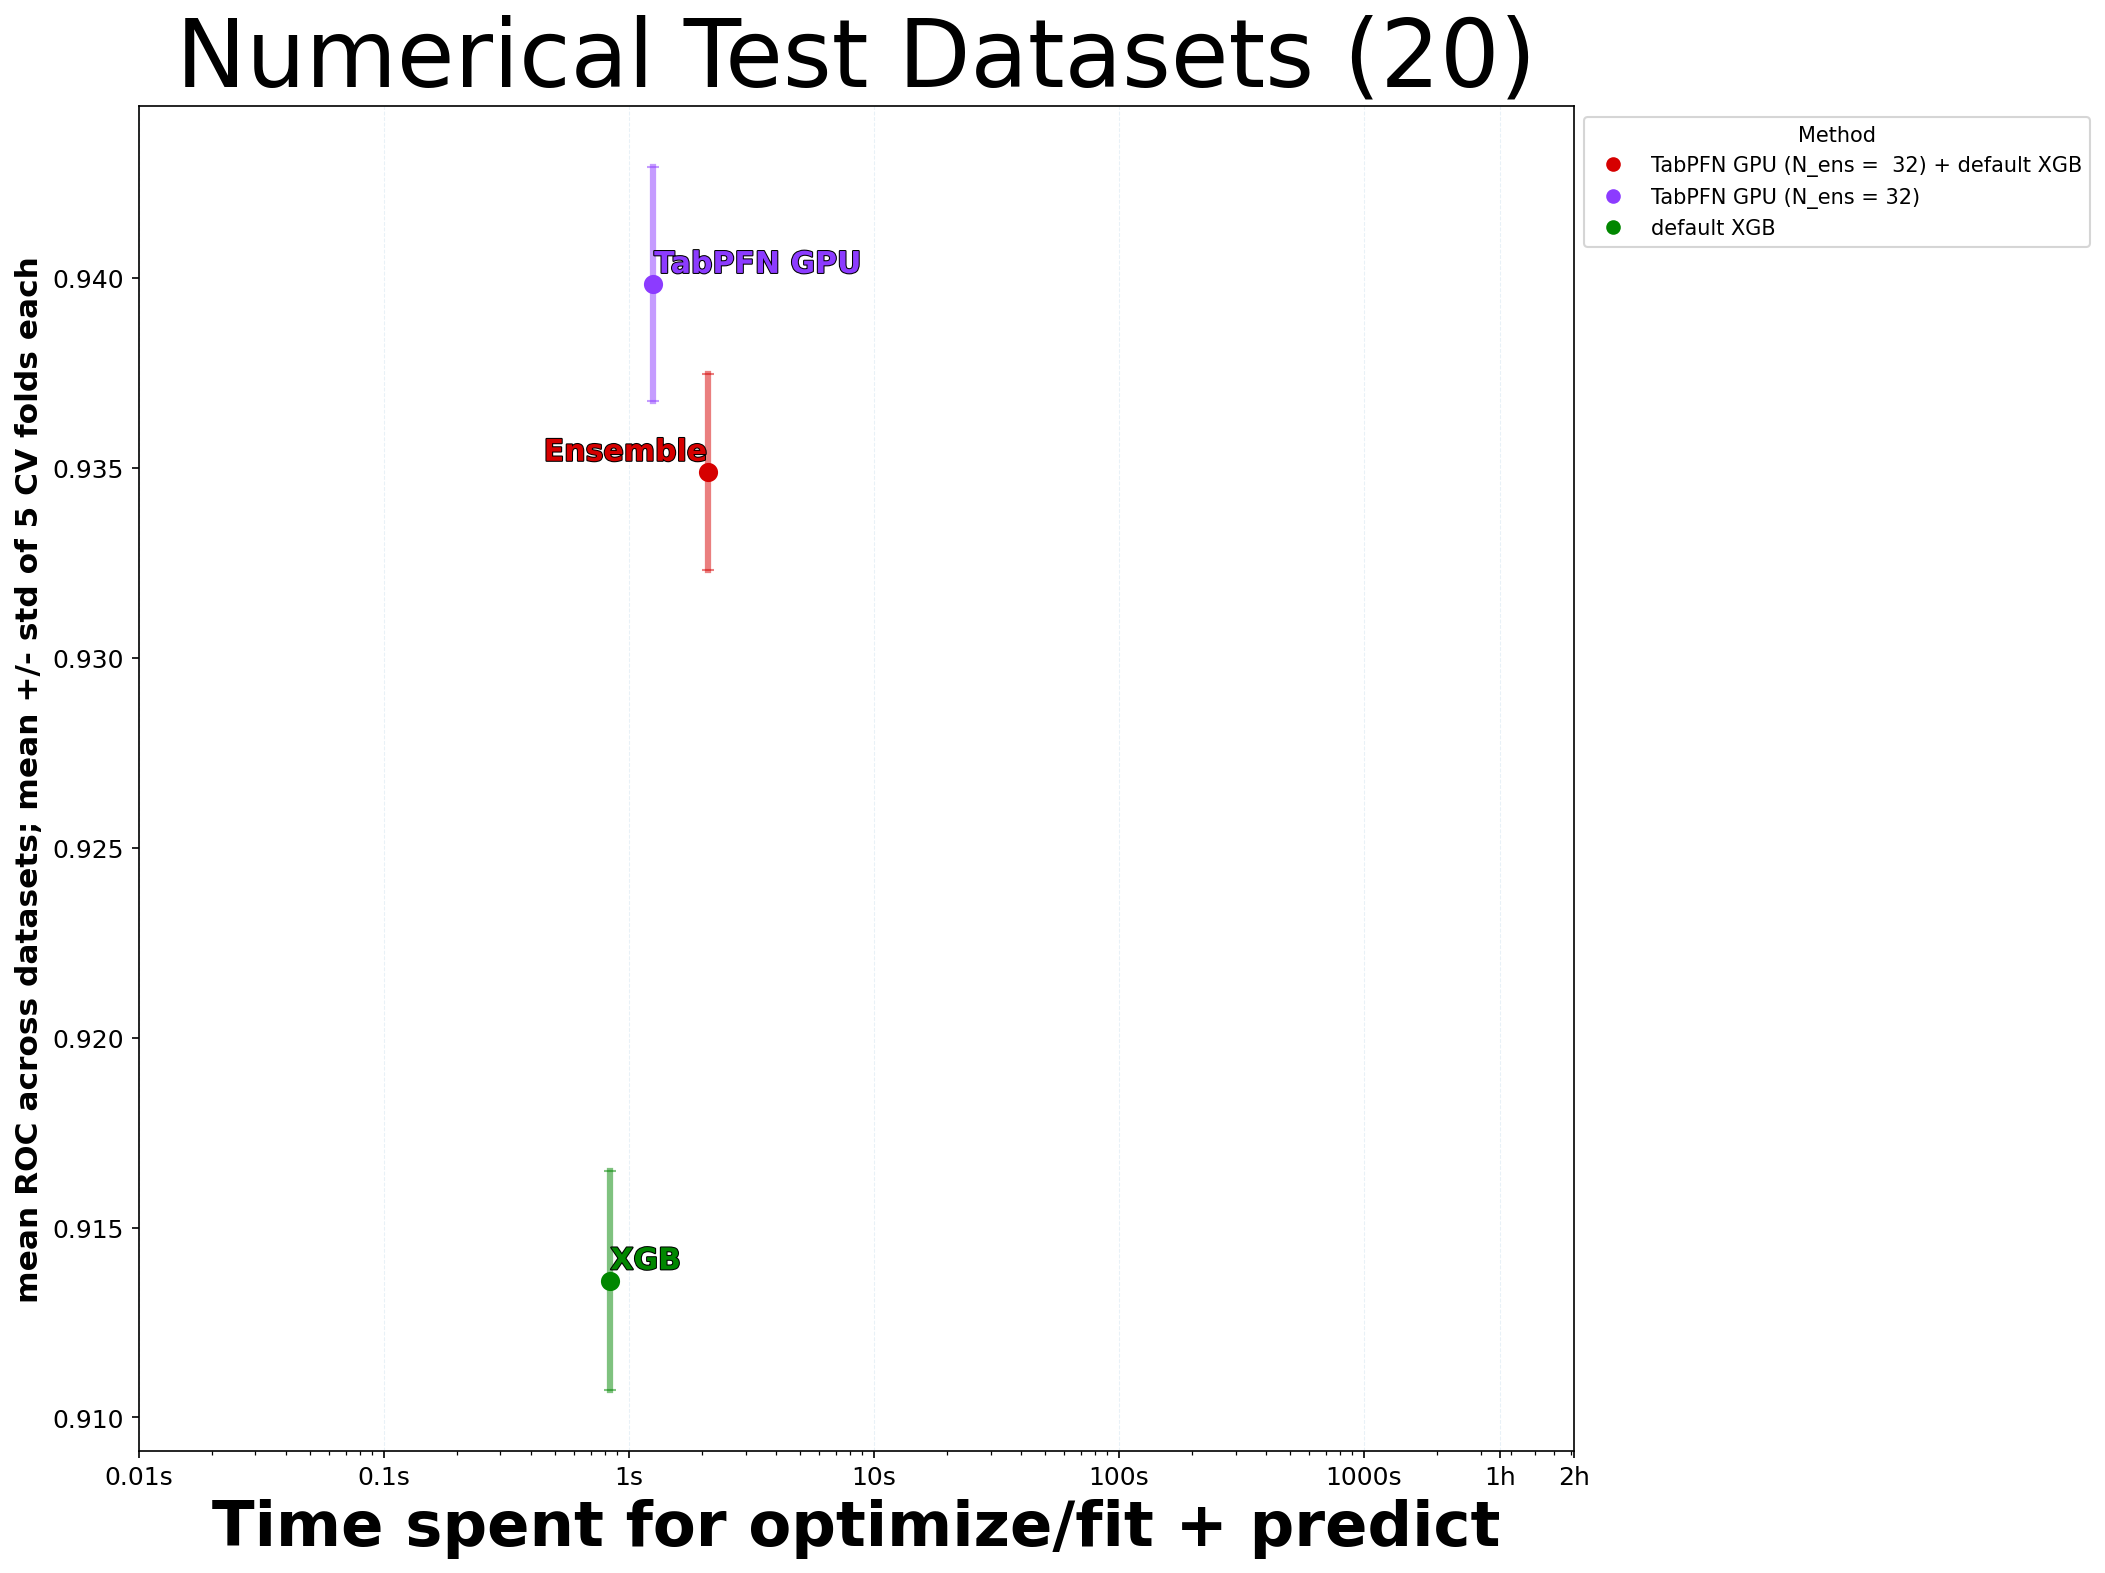 Numerical Test Datasets (20)
mean ROC across datasets; mean +/- std of 5 CV folds each
0.940
0.935
0.930
0.925
0.920
0.915
0.910
TabPFN GPU
Ensemble
XGB
0.01s 0.1s 1s 10s 100s 1000s 1h 2h
Time spent for optimize/fit + predict
Method
TabPFN GPU (N_ens =  32) + default XGB
TabPFN GPU (N_ens = 32)
default XGB